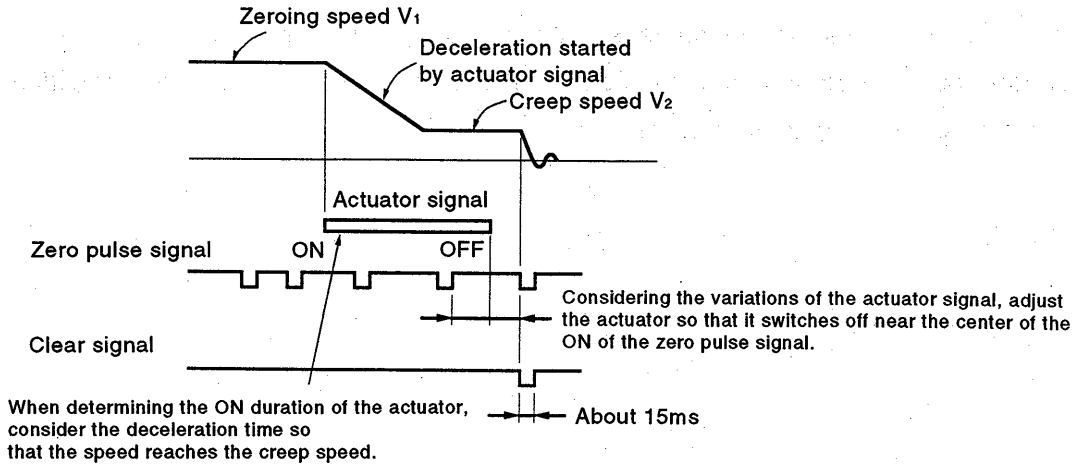 Zeroing speed V1
Deceleration started
by actuator signal
Creep speed V2
Actuator signal
Zero pulse signal
ON
OFF
Considering the variations of the actuator signal, adjust
the actuator so that it switches off near the center of the
ON of the zero pulse signal.
Clear signal
About 15ms
When determining the ON duration of the actuator,
consider the deceleration time so
that the speed reaches the creep speed.